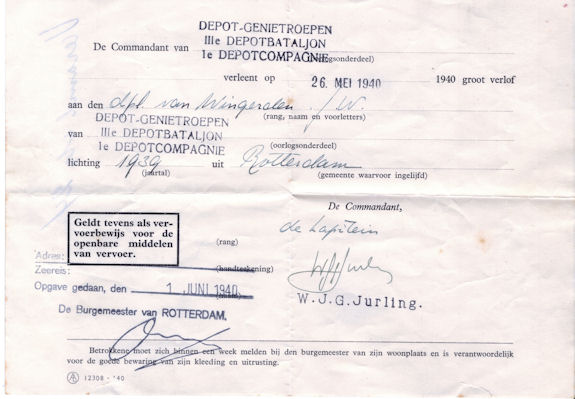 DEPOT-GENIETROEPEN
De Commandant van IIIe DEPOTBATALJON
1e DEPOTCOMPAGNIE
(oorlogsonderdeel)
verleent op 26. MEI 1940 1940 groot verlof
aan den dpl. van Wingerden /W.
(rang, naam en voorletters)
DEPOT-GENIETROEPEN
van IIIe DEPOTBATALJON
1e DEPOTCOMPAGNIE
(oorlogsonderdeel)
lichting 1939 uit Rotterdam
(jaartal) (gemeente waarvoor ingelijfd)
De Commandant,
Geldt tevens als ver-
voerbewijs voor de
openbare middelen
van vervoer.
de kapitein
(rang)
Adres:
Zeereis:
(handteekening)
W.J.G.Jurling.
Opgave gedaan, den 1 JUNI 1940
De Burgemeester van ROTTERDAM,
Betrokkene moet zich binnen een week melden bij den burgemeester van zijn woonplaats en is verantwoordelijk
voor de goede bewaring van zijn kleeding en uitrusting.
12308 - '40